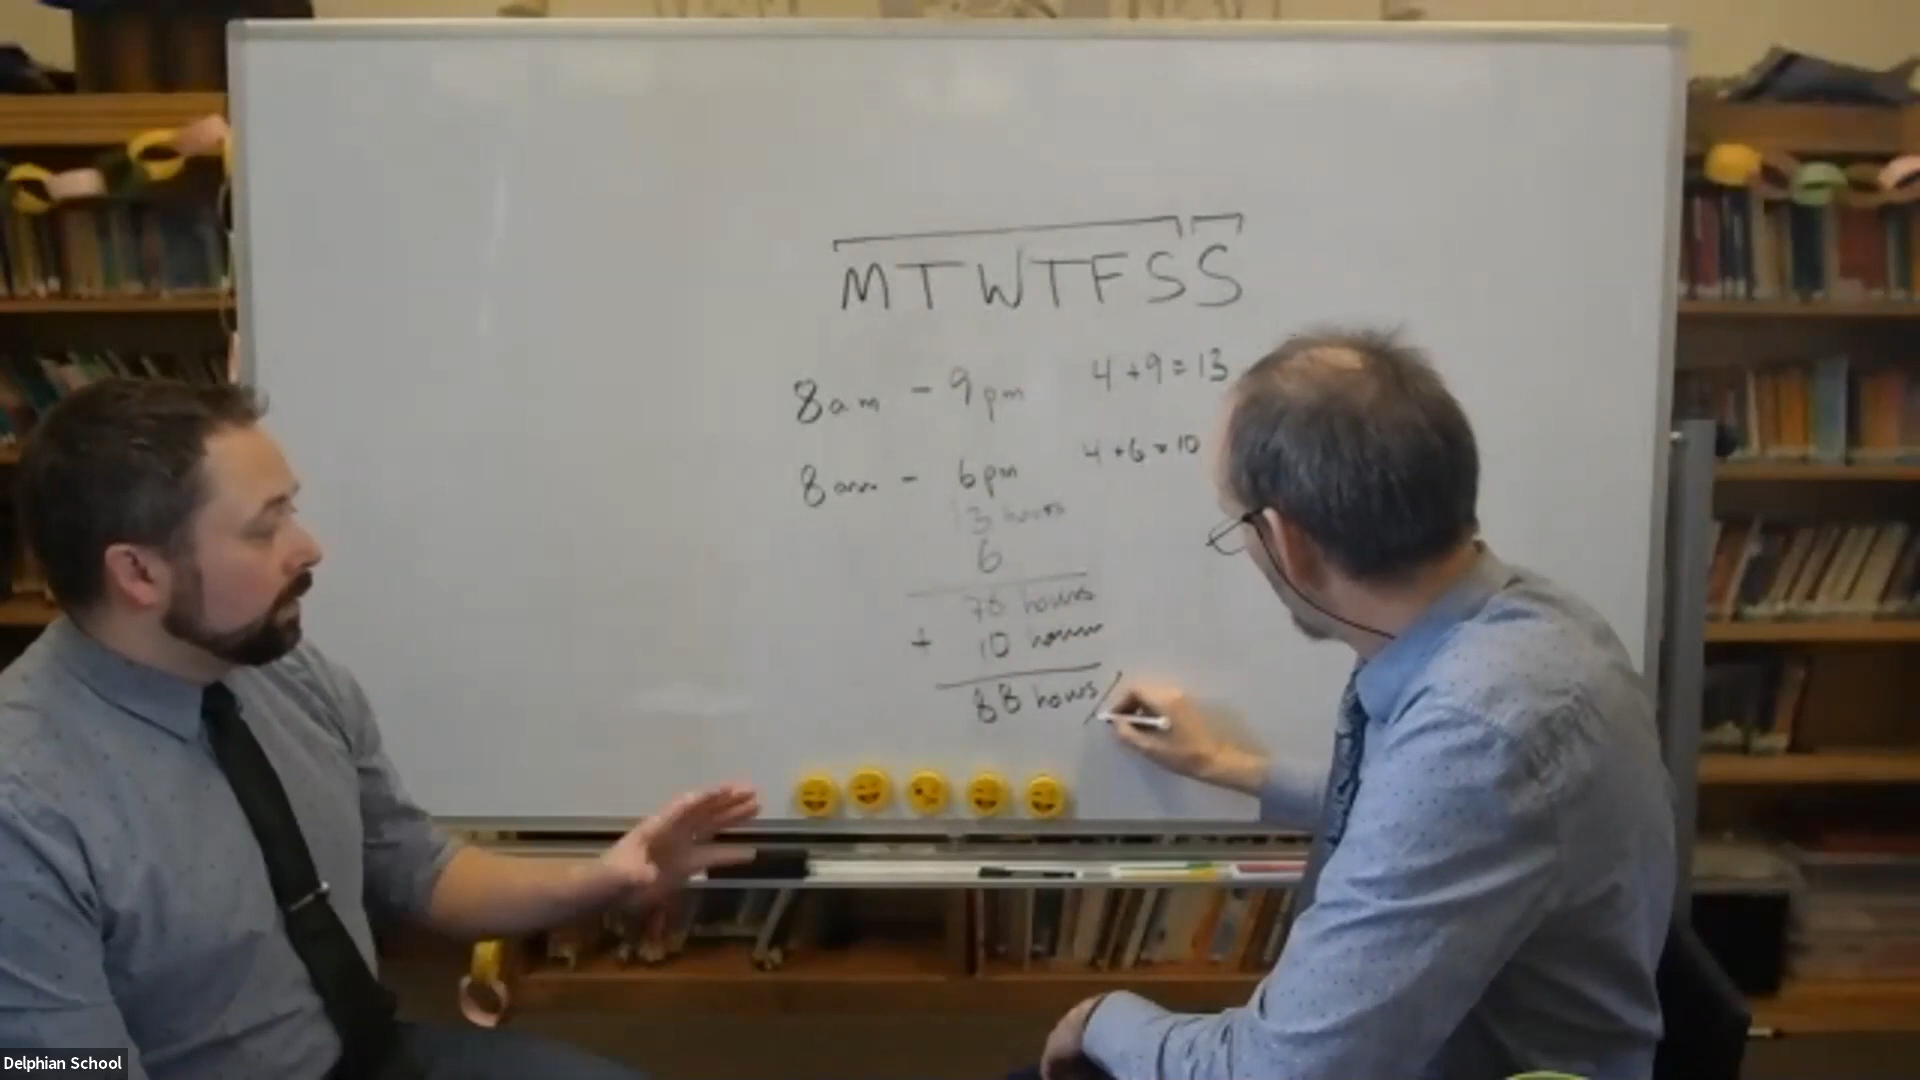 MTWTFSS
8am - 9pm 4+9=13
8am - 6pm 4+6=10
13 hours
6
78 hours
+ 10 hours
88 hours/
Delphian School